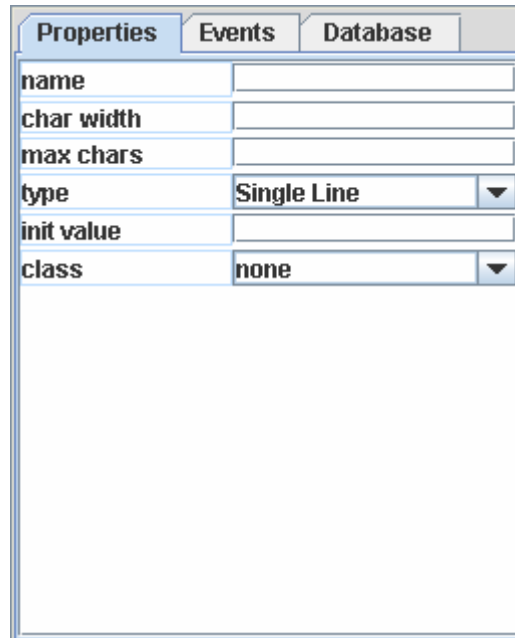 Properties Events Database
name
char width
max chars
type Single Line
init value
class none